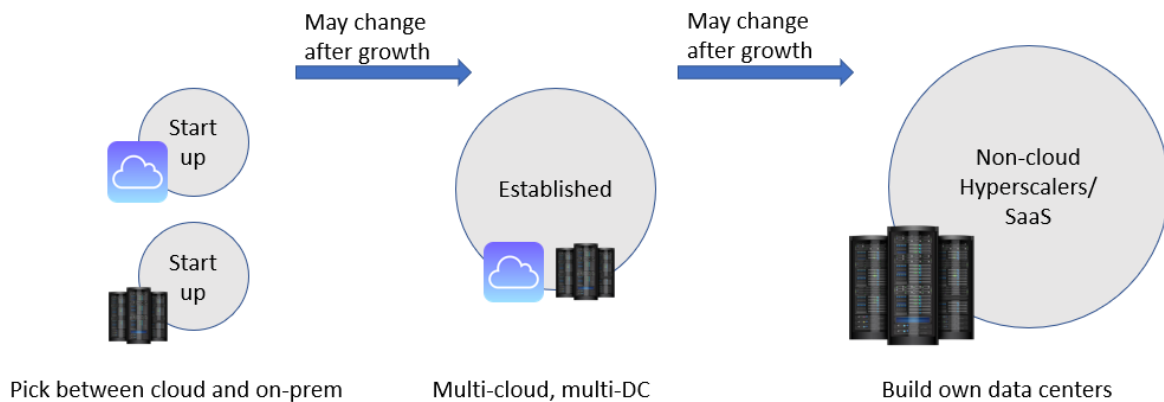 May change
after growth
May change
after growth
Start
up
Established
Non-cloud
Hyperscalers/
SaaS
Start
up
Pick between cloud and on-prem
Multi-cloud, multi-DC
Build own data centers